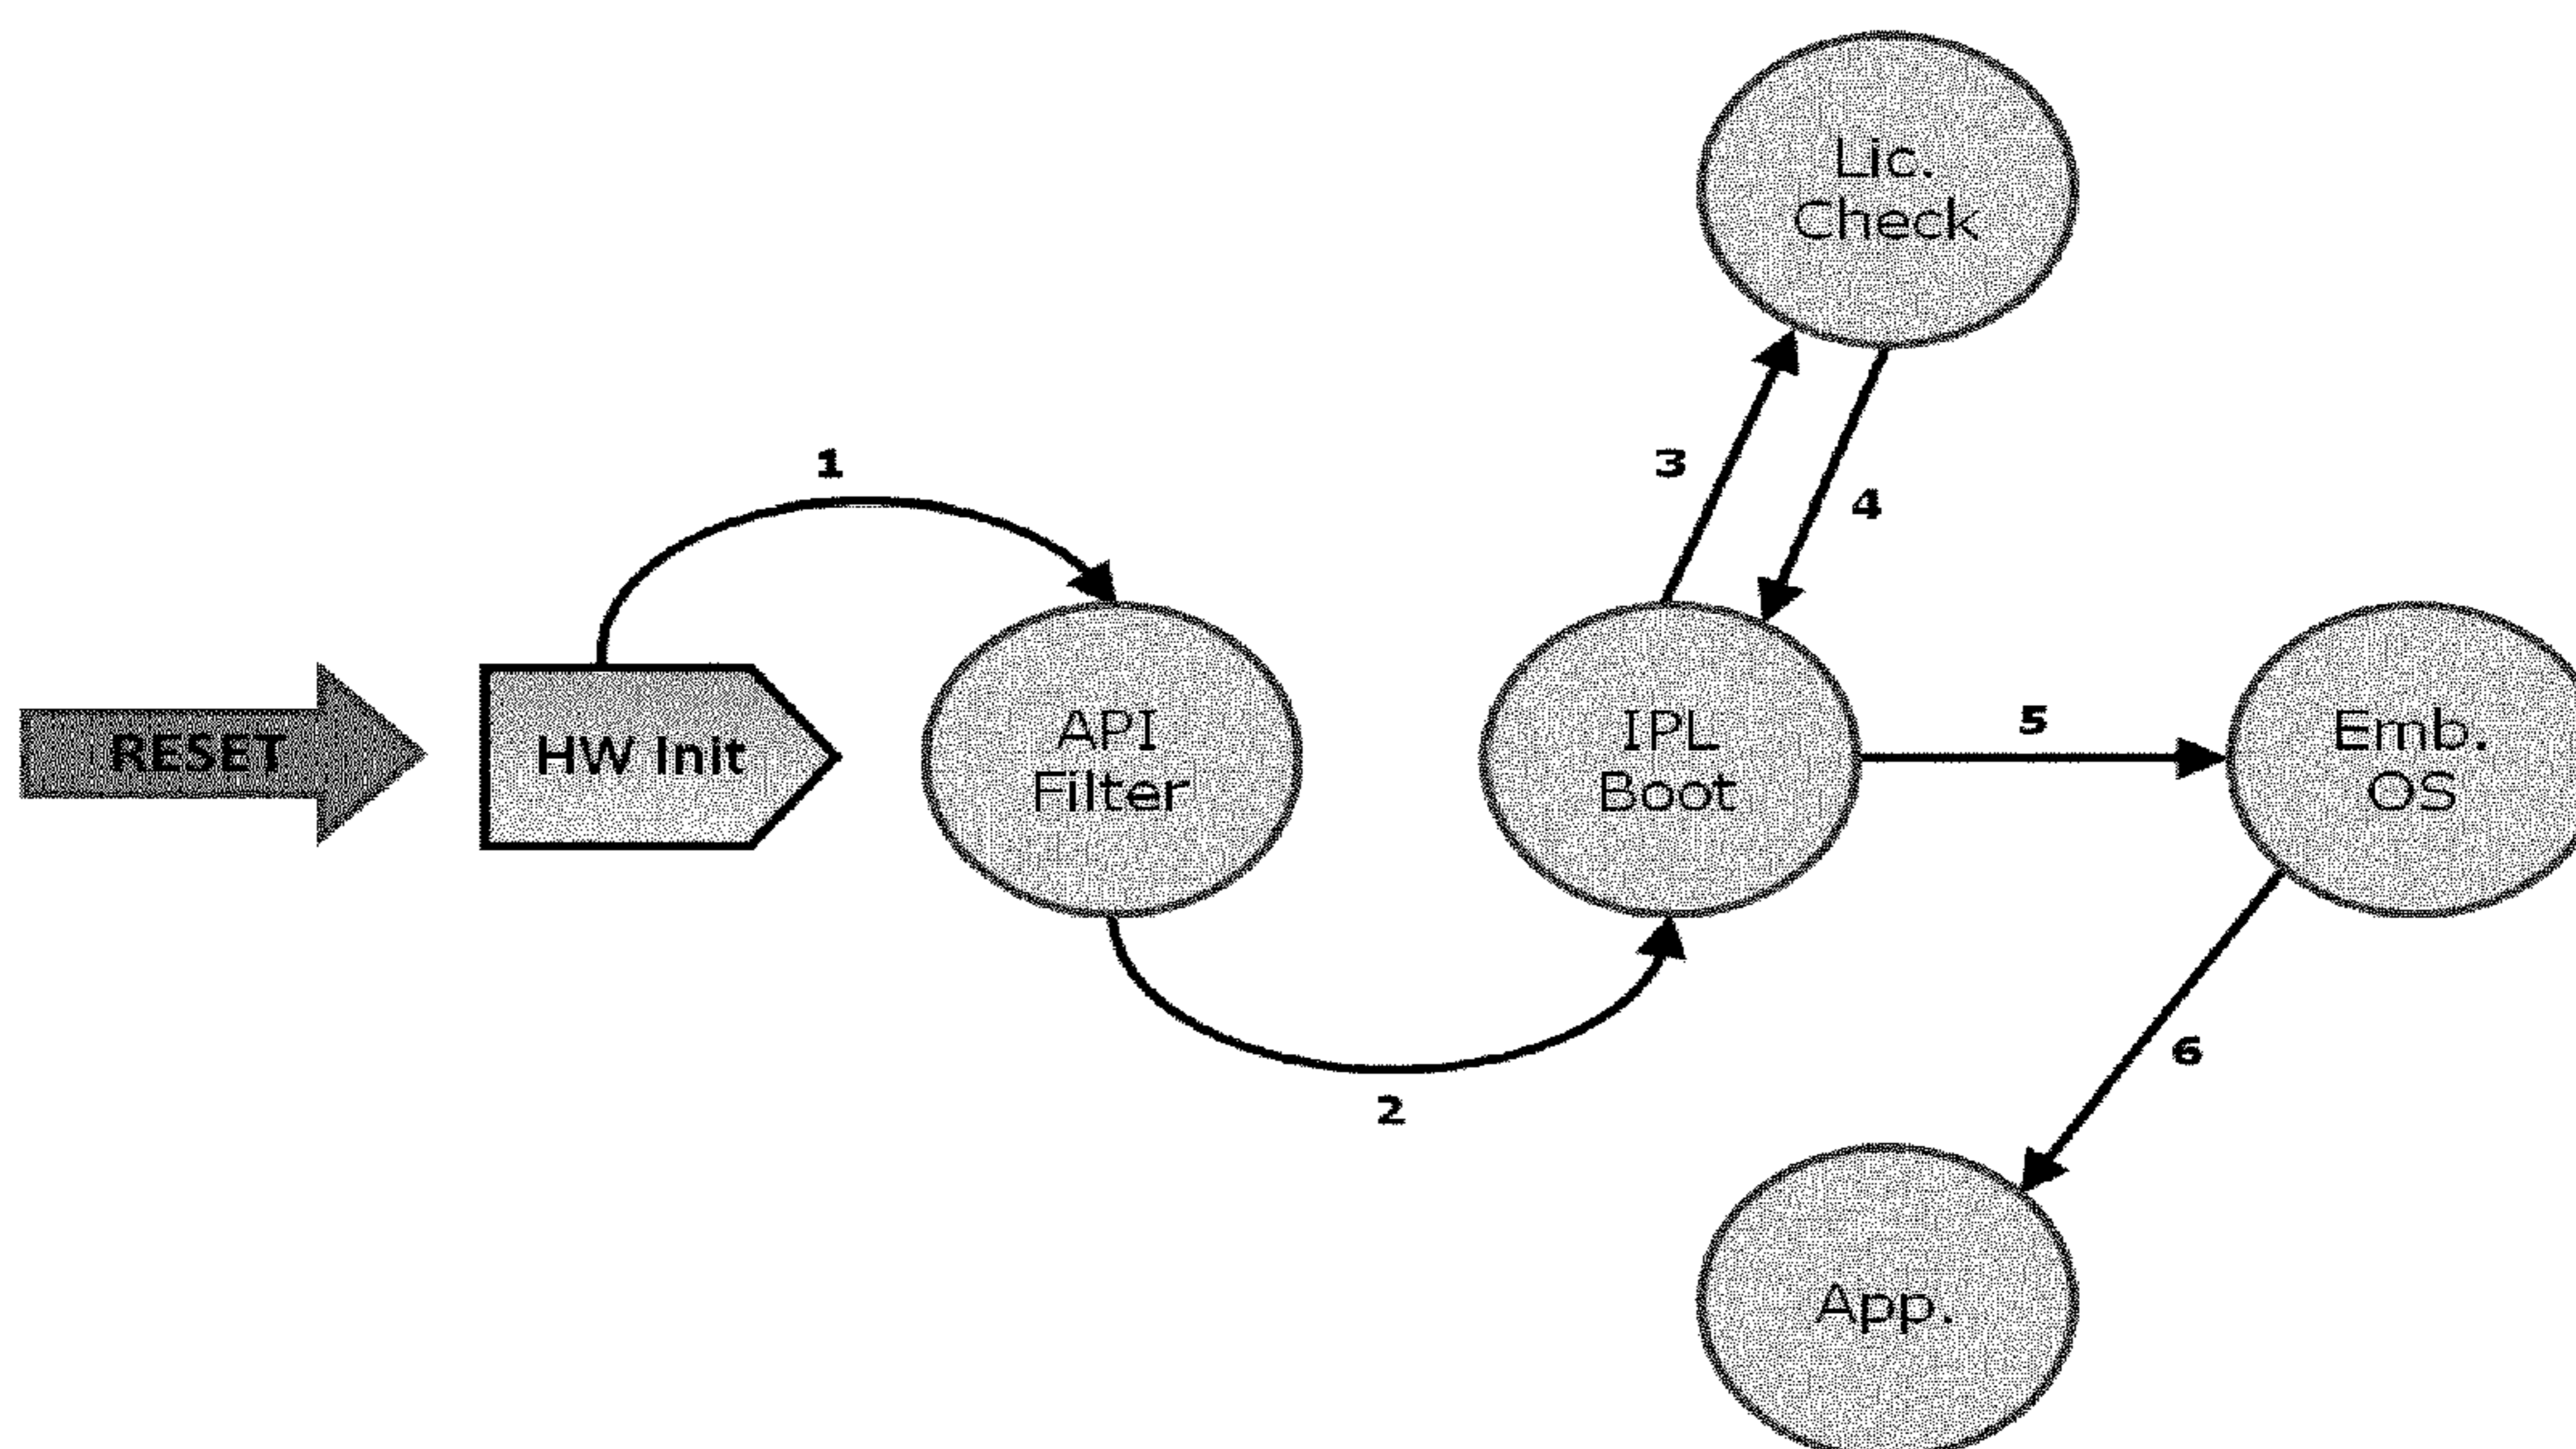 Lic.
Check
1
3
4
RESET
HW Init
API
Filter
IPL
Boot
5
Emb.
OS
6
2
App.